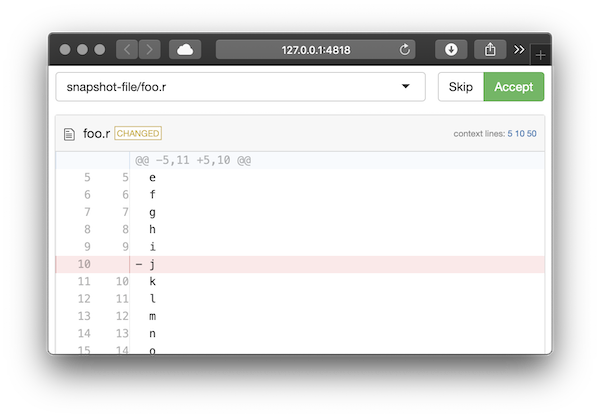 127.0.0.1:4818
snapshot-file/foo.r
Skip
Accept
foo.r CHANGED
context lines: 5 10 50
@@ -5,11 +5,10 @@
5 5 e
6 6 f
7 7 g
8 8 h
9 9 i
10 - j
11 10 k
12 11 l
13 12 m
14 13 n
15 14 o